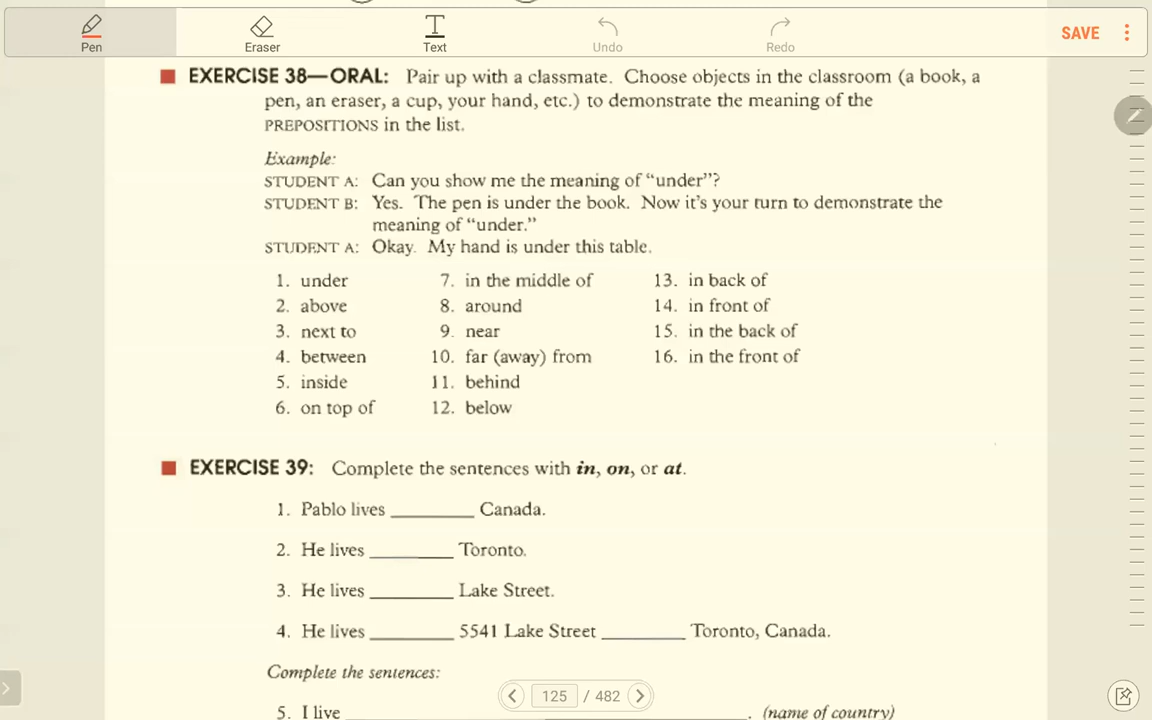 Pen
Eraser
Text
Undo
Redo
SAVE
EXERCISE 38—ORAL: Pair up with a classmate. Choose objects in the classroom (a book, a
pen, an eraser, a cup, your hand, etc.) to demonstrate the meaning of the
PREPOSITIONS in the list.
Example:
STUDENT A: Can you show me the meaning of “under”?
STUDENT B: Yes. The pen is under the book. Now it’s your turn to demonstrate the
meaning of “under.”
STUDENT A: Okay. My hand is under this table.
1. under 7. in the middle of 13. in back of
2. above 8. around 14. in front of
3. next to 9. near 15. in the back of
4. between 10. far (away) from 16. in the front of
5. inside 11. behind
6. on top of 12. below
EXERCISE 39: Complete the sentences with in, on, or at.
1. Pablo lives ________ Canada.
2. He lives ________ Toronto.
3. He lives ________ Lake Street.
4. He lives ________ 5541 Lake Street ________ Toronto, Canada.
Complete the sentences:
125 / 482
5. I live ________. (name of country)